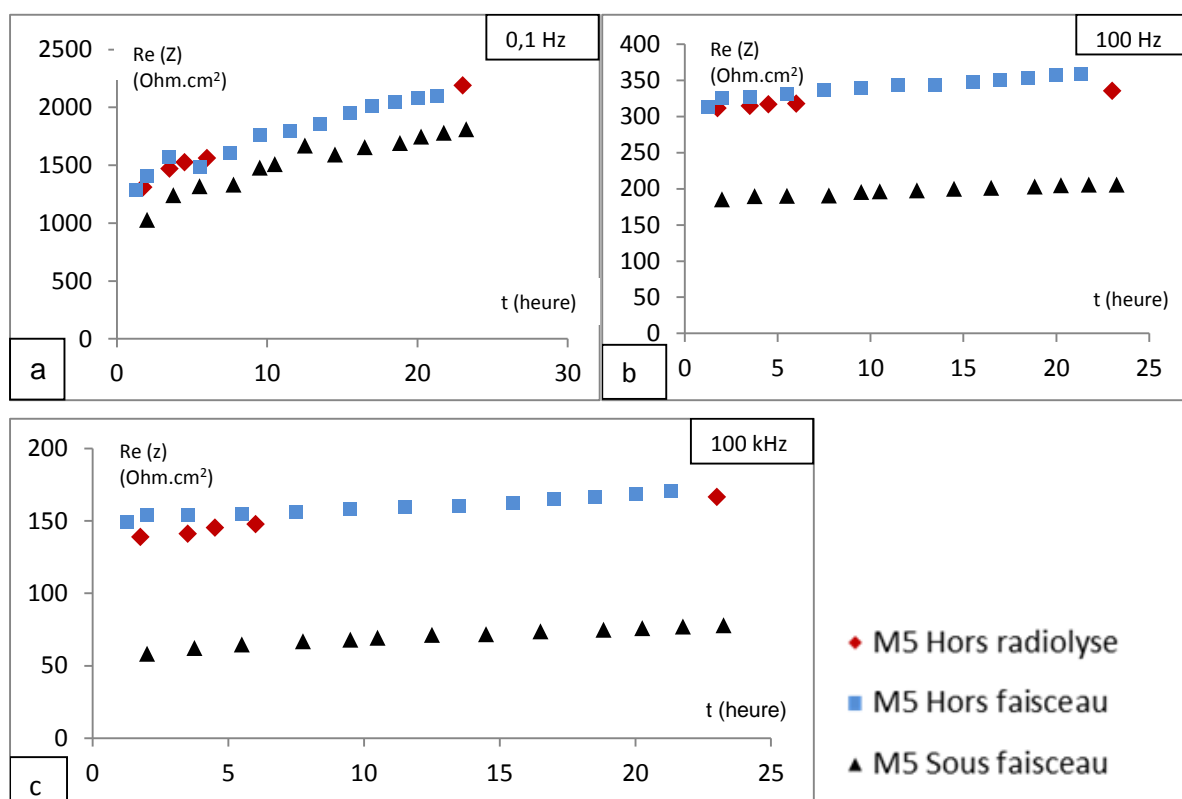 Re (Z)
(Ohm.cm²)
0,1 Hz
2500
2000
1500
1000
500
0
t (heure)
0 10 20 30
a
Re (Z)
(Ohm.cm²)
100 Hz
400
350
300
250
200
150
100
50
0
t (heure)
0 5 10 15 20 25
b
Re (z)
(Ohm.cm²)
100 kHz
200
150
100
50
0
t (heure)
0 5 10 15 20 25
c
M5 Hors radiolyse
M5 Hors faisceau
M5 Sous faisceau